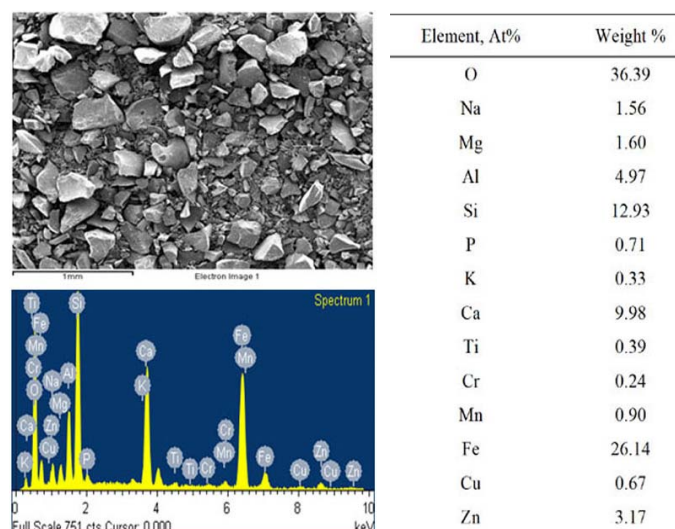 1mm
Electron Image 1
Spectrum 1
Ti
Si
Fe
Mn
Cr
O
Na
Al
Mg
Ca
Zn
Cu
K
P
Ca
K
Ti
Ti
Cr
Cr
Mn
Fe
Mn
Fe
Cu
Zn
Cu
Zn
0 2 4 6 8 10
Full Scale 751 cts Cursor: 0.000 keV
Element, At% Weight %
O 36.39
Na 1.56
Mg 1.60
Al 4.97
Si 12.93
P 0.71
K 0.33
Ca 9.98
Ti 0.39
Cr 0.24
Mn 0.90
Fe 26.14
Cu 0.67
Zn 3.17